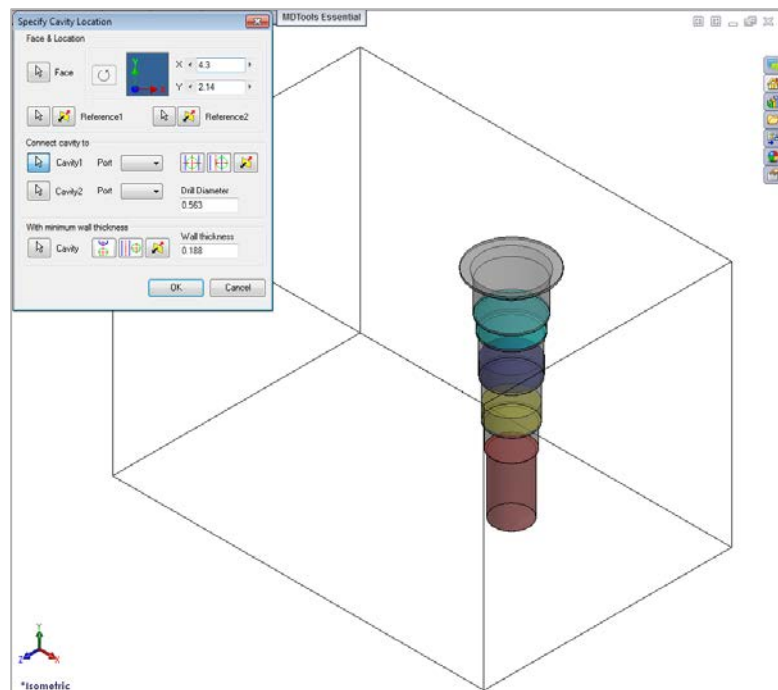 Specify Cavity Location
MDTools Essential
Face & Location
Face
Y
X
X 4.3
Y 2.14
Reference1
Reference2
Connect cavity to
Cavity1 Port
Cavity2 Port
Drill Diameter
0.563
With minimum wall thickness
Cavity
Wall thickness
0.188
OK Cancel
Y
Z X
*Isometric